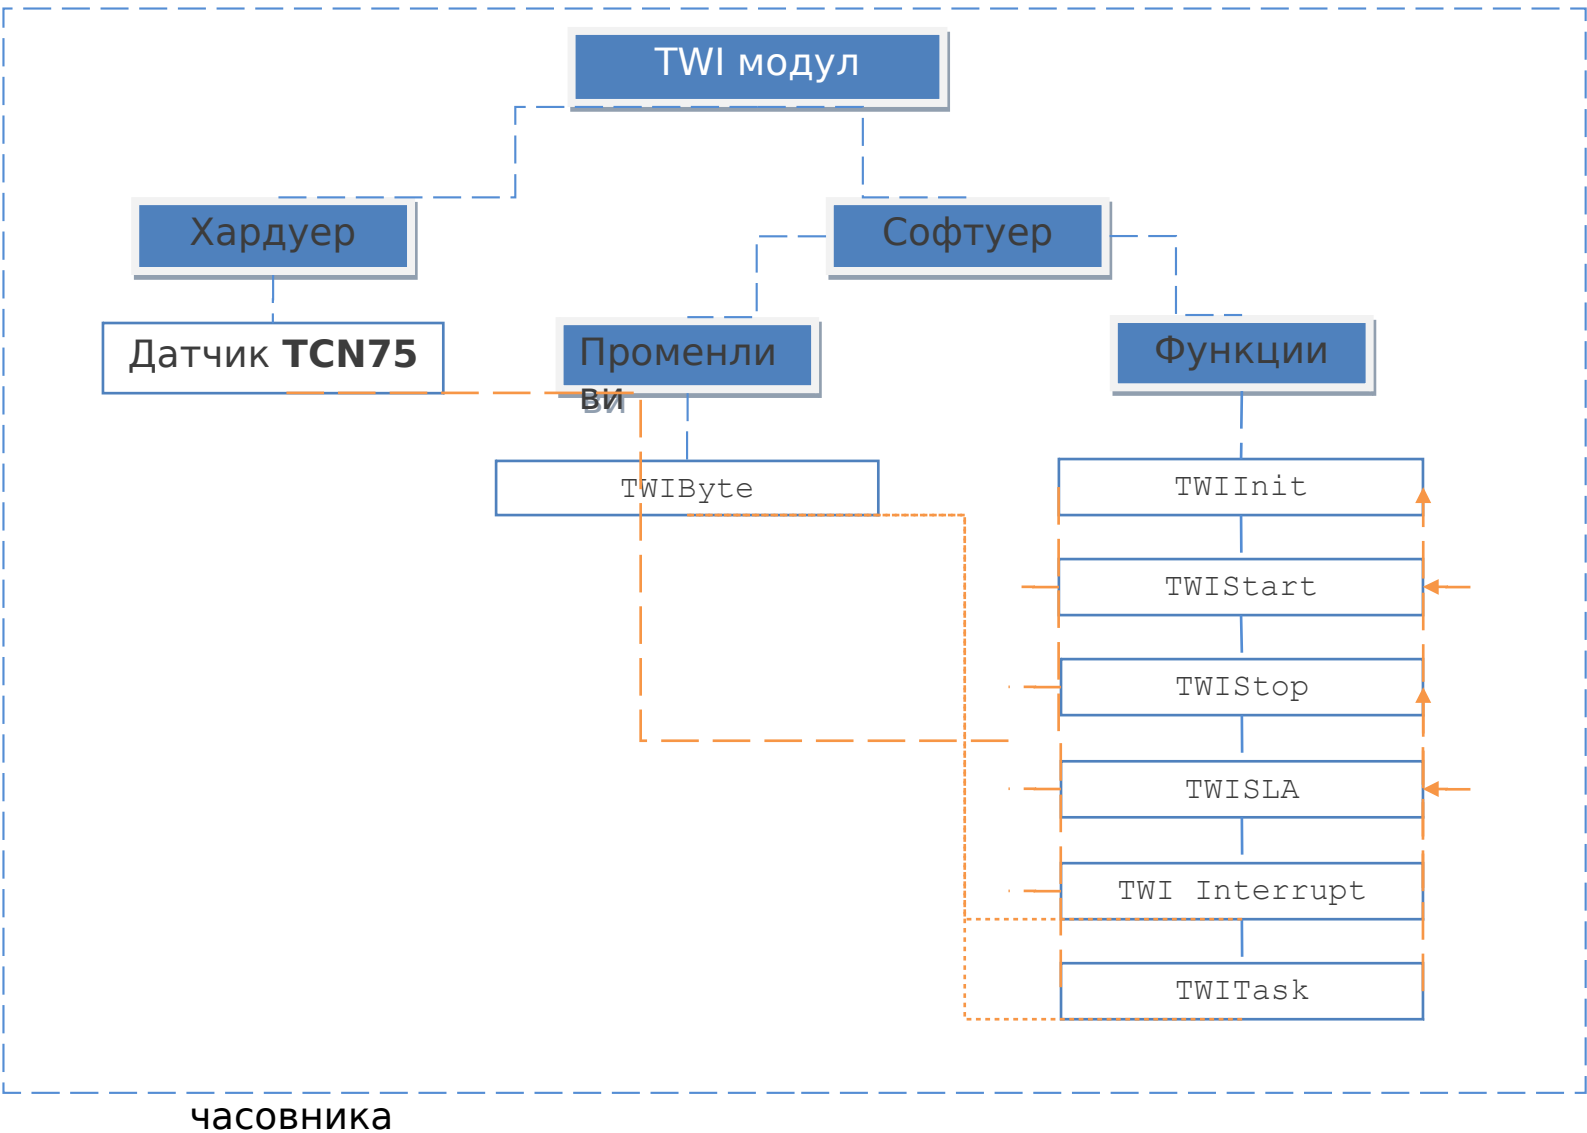 TWI модул
Хардуер
Софтуер
Датчик TCN75
Променли
ви
Функции
TWIByte
TWIInit
TWIStart
TWIStop
TWISLA
TWI Interrupt
TWITask
часовника